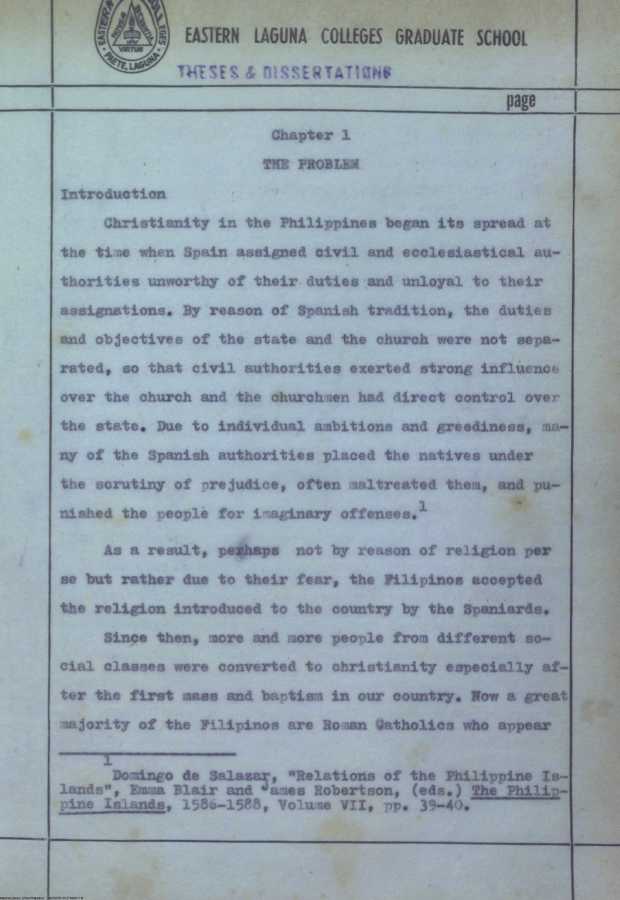 EASTERN LAGUNA COLLEGES GRADUATE SCHOOL
THESES & DISSERTATIONS
page
Chapter 1
THE PROBLEM
Introduction
Christianity in the Philippines began its spread at
the time when Spain assigned civil and ecclesiastical au-
thorities unworthy of their duties and unloyal to their
assignations. By reason of Spanish tradition, the duties
and objectives of the state and the church were not sepa-
rated, so that civil authorities exerted strong influence
over the church and the churchmen had direct control over
the state. Due to individual ambitions and greediness, ma-
ny of the Spanish authorities placed the natives under
the scrutiny of prejudice, often maltreated them, and pu-
nished the people for imaginary offenses.1
As a result, perhaps not by reason of religion per
se but rather due to their fear, the Filipinos accepted
the religion introduced to the country by the Spaniards.
Since then, more and more people from different so-
cial classes were converted to christianity especially af-
ter the first mass and baptism in our country. Now a great
majority of the Filipinos are Roman Catholics who appear
1
Domingo de Salazar, "Relations of the Philippine Is-
lands", Emma Blair and James Robertson, (eds.) The Philip-
pine Islands, 1586-1588, Volume VII, pp. 39-40.